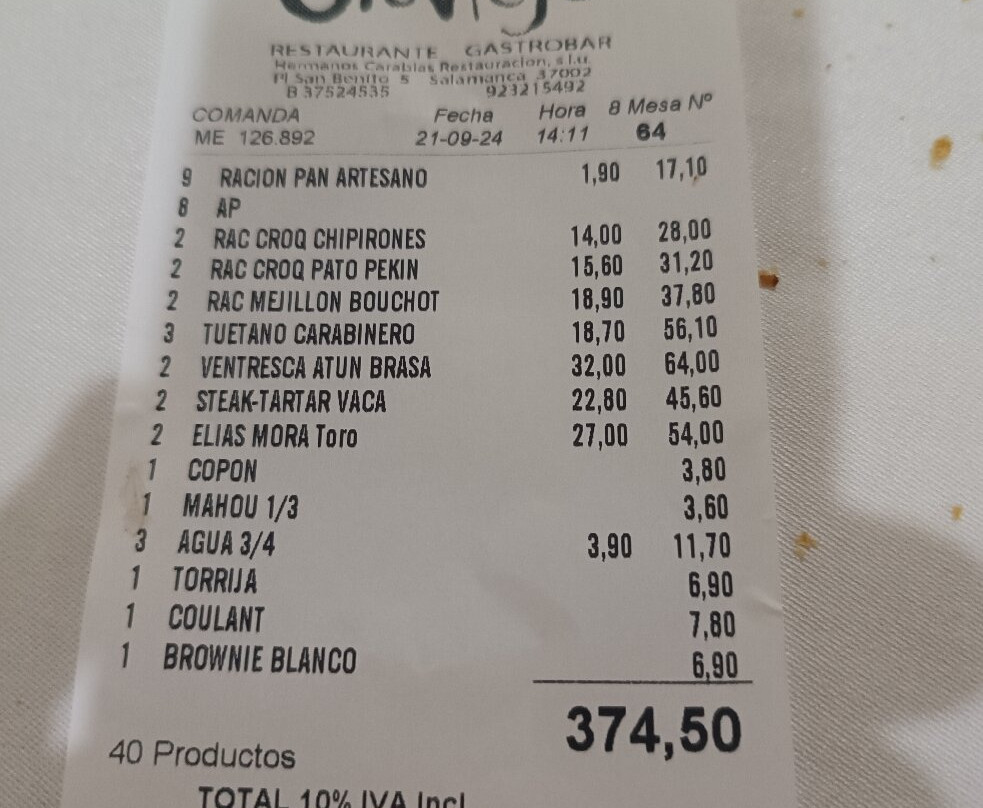 RESTAURANTE GASTROBAR
Hermanos Carabias Restauracion, s.l.u.
Pl San Benito 5 Salamanca 37002
B 37524535 923215492
COMANDA Fecha Hora 8 Mesa Nº
ME 126.892 21-09-24 14:11 64
9 RACION PAN ARTESANO 1,90 17,10
8 AP
2 RAC CROQ CHIPIRONES 14,00 28,00
2 RAC CROQ PATO PEKIN 15,60 31,20
2 RAC MEJILLON BOUCHOT 18,90 37,80
3 TUETANO CARABINERO 18,70 56,10
2 VENTRESCA ATUN BRASA 32,00 64,00
2 STEAK-TARTAR VACA 22,80 45,60
2 ELIAS MORA Toro 27,00 54,00
1 COPON 3,80
1 MAHOU 1/3 3,60
3 AGUA 3/4 3,90 11,70
1 TORRIJA 6,90
1 COULANT 7,80
1 BROWNIE BLANCO 6,90
374,50
40 Productos
TOTAL 10% IVA Incl